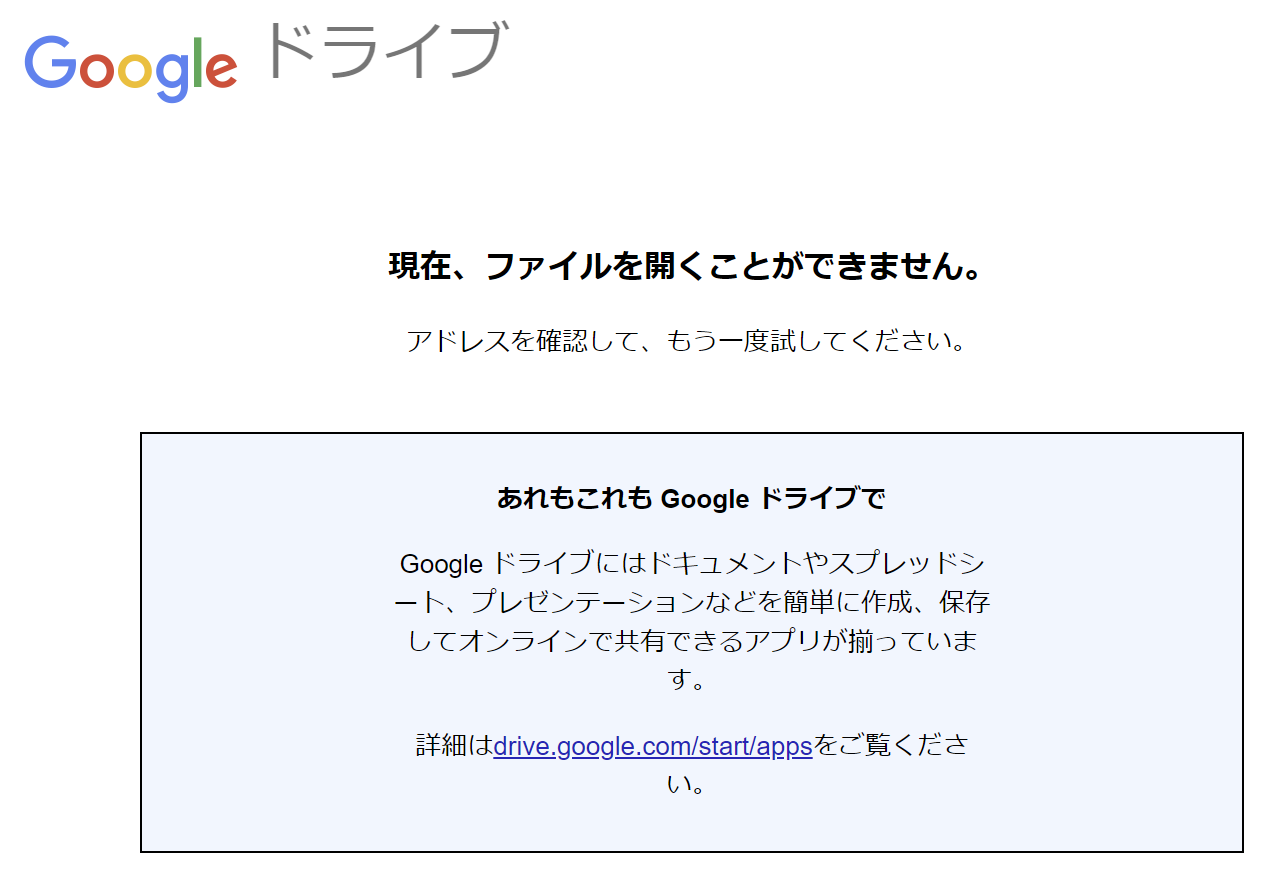 Google ドライブ
現在、ファイルを開くことができません。
アドレスを確認して、もう一度試してください。
あれもこれも Google ドライブで
Google ドライブにはドキュメントやスプレッドシ
ート、プレゼンテーションなどを簡単に作成、保存
してオンラインで共有できるアプリが揃っていま
す。
詳細はdrive.google.com/start/appsをご覧くださ
い。